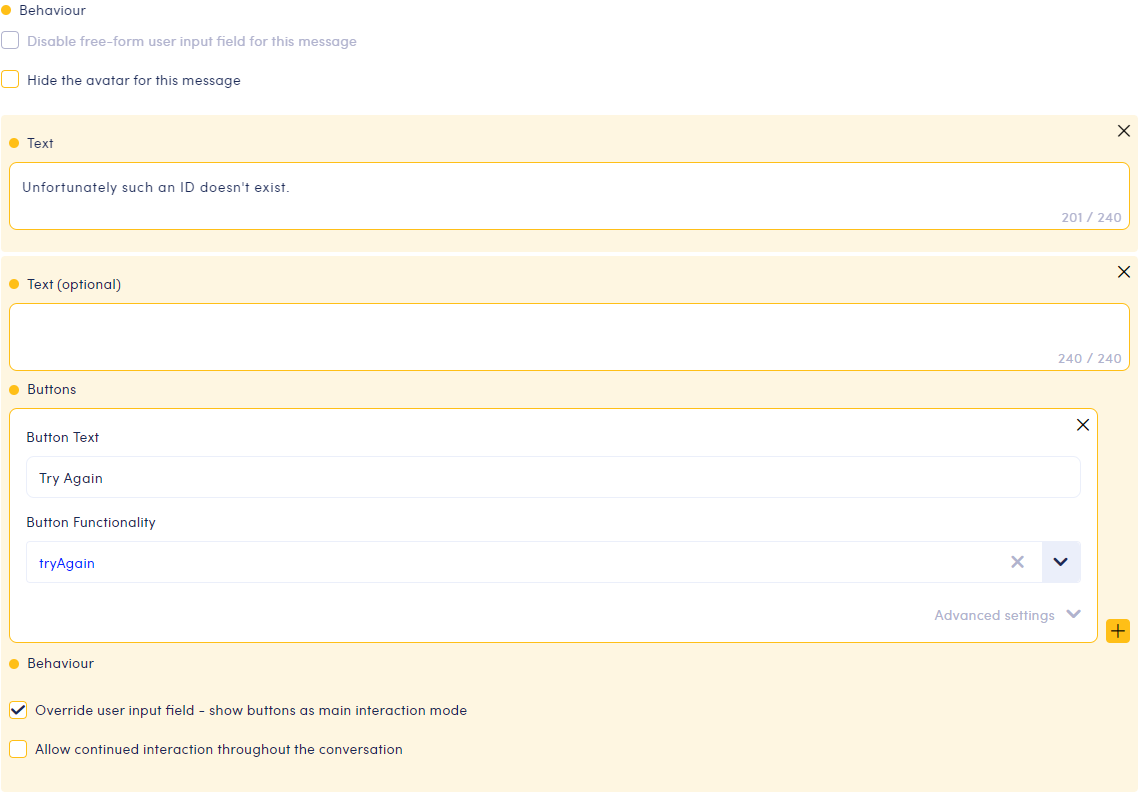 Behaviour
Disable free-form user input field for this message
Hide the avatar for this message
Text
Unfortunately such an ID doesn't exist.
201 / 240
Text (optional)
240 / 240
Buttons
Button Text
Try Again
Button Functionality
tryAgain
Advanced settings
Behaviour
Override user input field - show buttons as main interaction mode
Allow continued interaction throughout the conversation